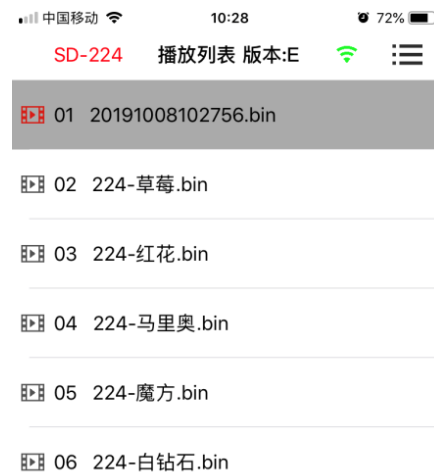 中国移动 10:28 72%
SD-224 播放列表 版本:E
01 20191008102756.bin
02 224-草莓.bin
03 224-红花.bin
04 224-马里奥.bin
05 224-魔方.bin
06 224-白钻石.bin